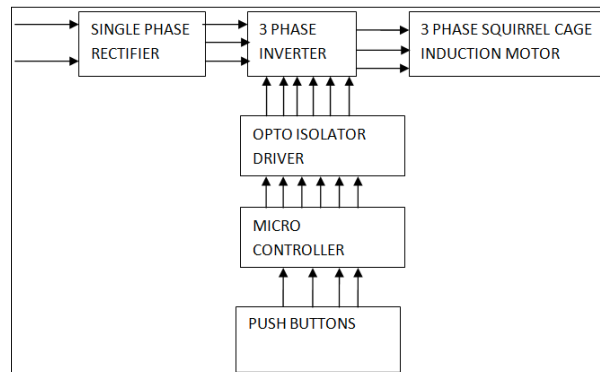 SINGLE PHASE
RECTIFIER
3 PHASE
INVERTER
3 PHASE SQUIRREL CAGE
INDUCTION MOTOR
OPTO ISOLATOR
DRIVER
MICRO
CONTROLLER
PUSH BUTTONS